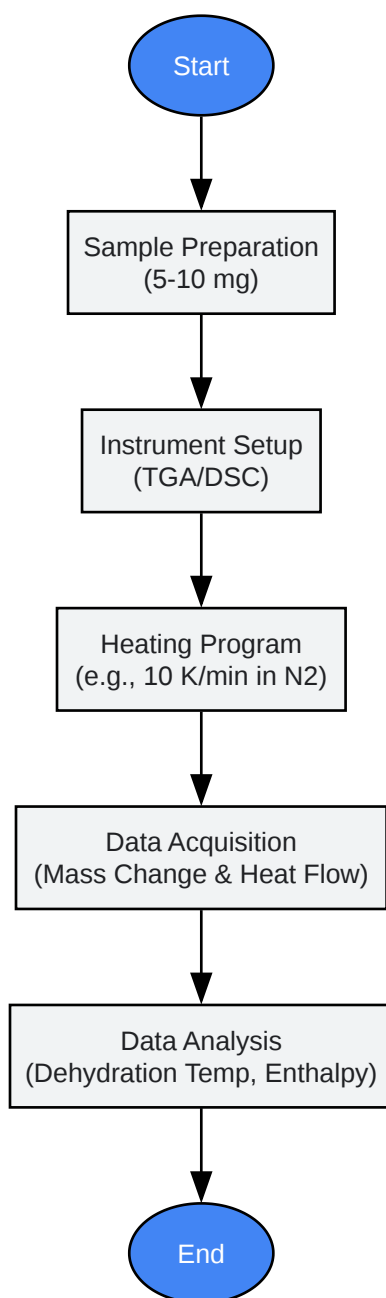 Start
Sample Preparation
(5-10 mg)
Instrument Setup
(TGA/DSC)
Heating Program
(e.g., 10 K/min in N2)
Data Acquisition
(Mass Change & Heat Flow)
Data Analysis
(Dehydration Temp, Enthalpy)
End